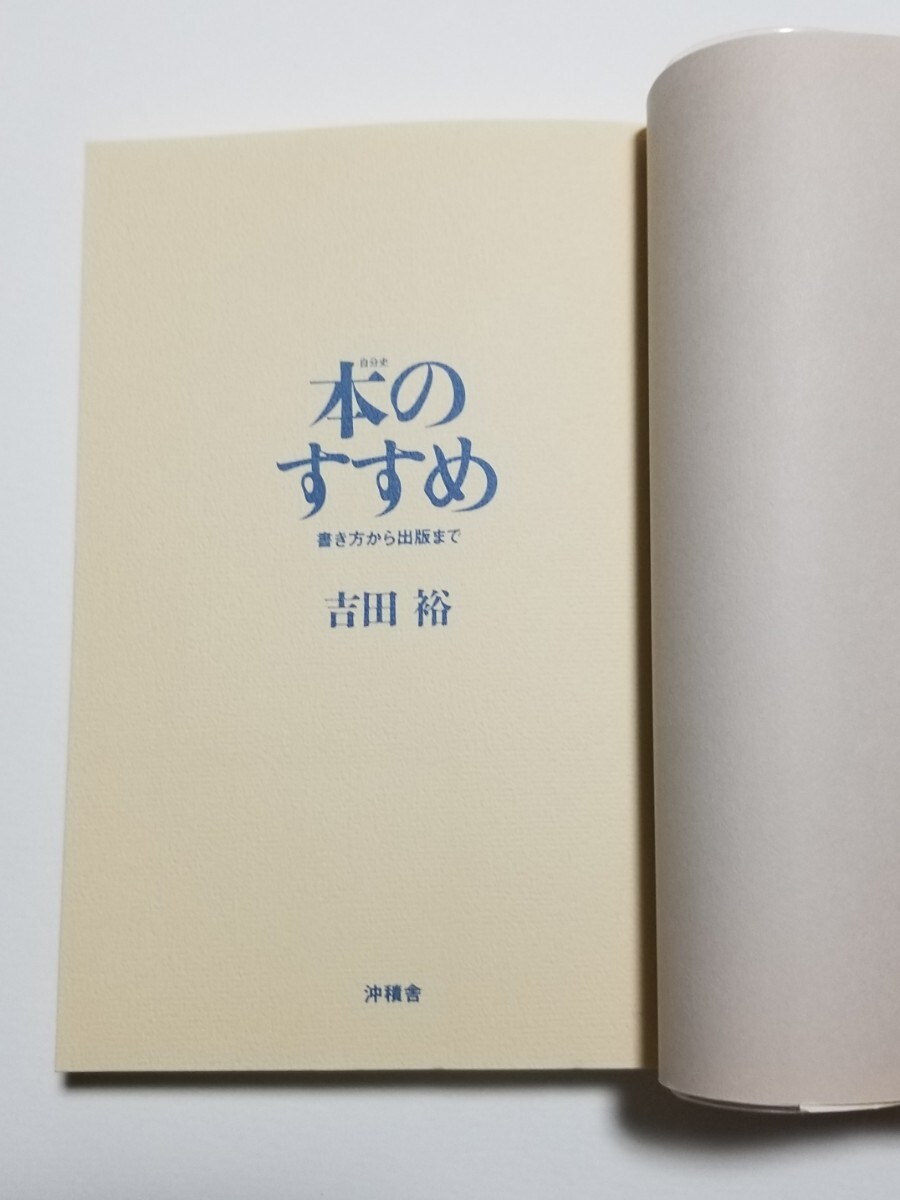 自分史
本の
すすめ
書き方から出版まで
吉田 裕
沖積舎